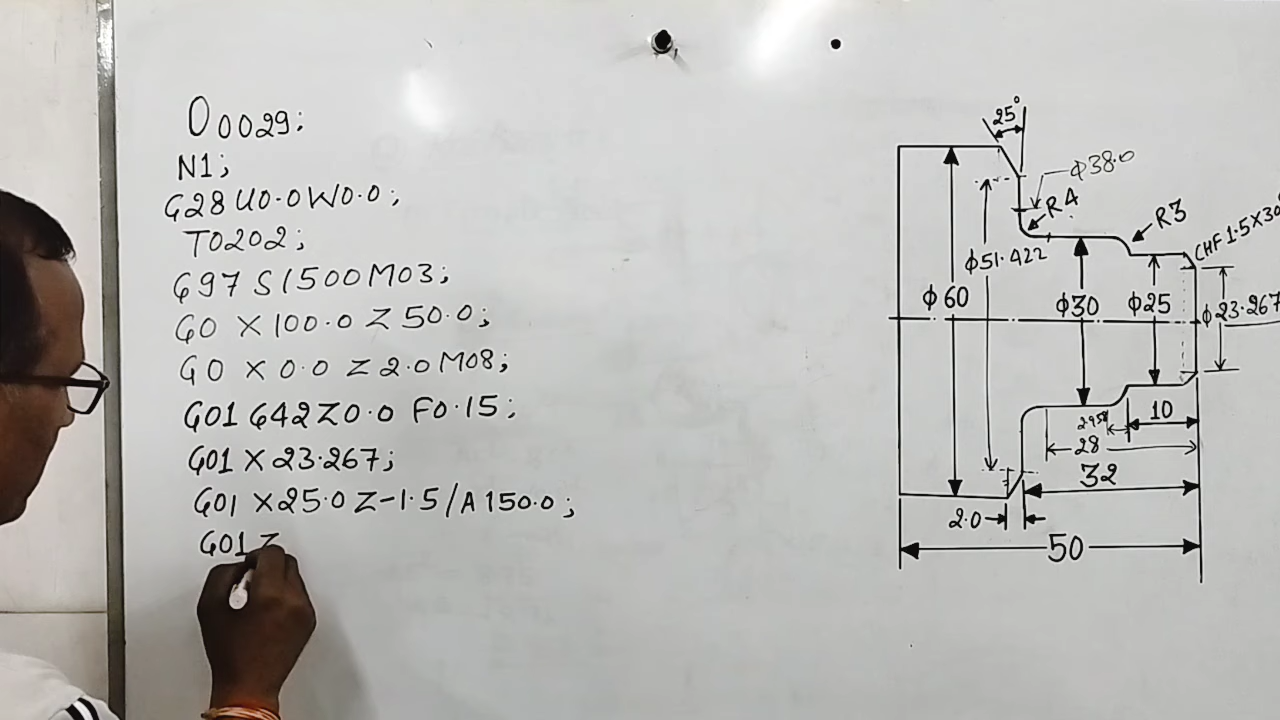 O0029;
N1;
G28 U0.0 W0.0;
T0202;
G97 S1500 M03;
G0 X100.0 Z50.0;
G0 X0.0 Z2.0 M08;
G01 G42 Z0.0 F0.15;
G01 X23.267;
G01 X25.0 Z-1.5/A150.0;
G01 Z
25°
φ38.0
R4
R3
CHF 1.5X30°
φ51.422
φ60
φ30
φ25
φ23.267
10
28
32
2.0
50